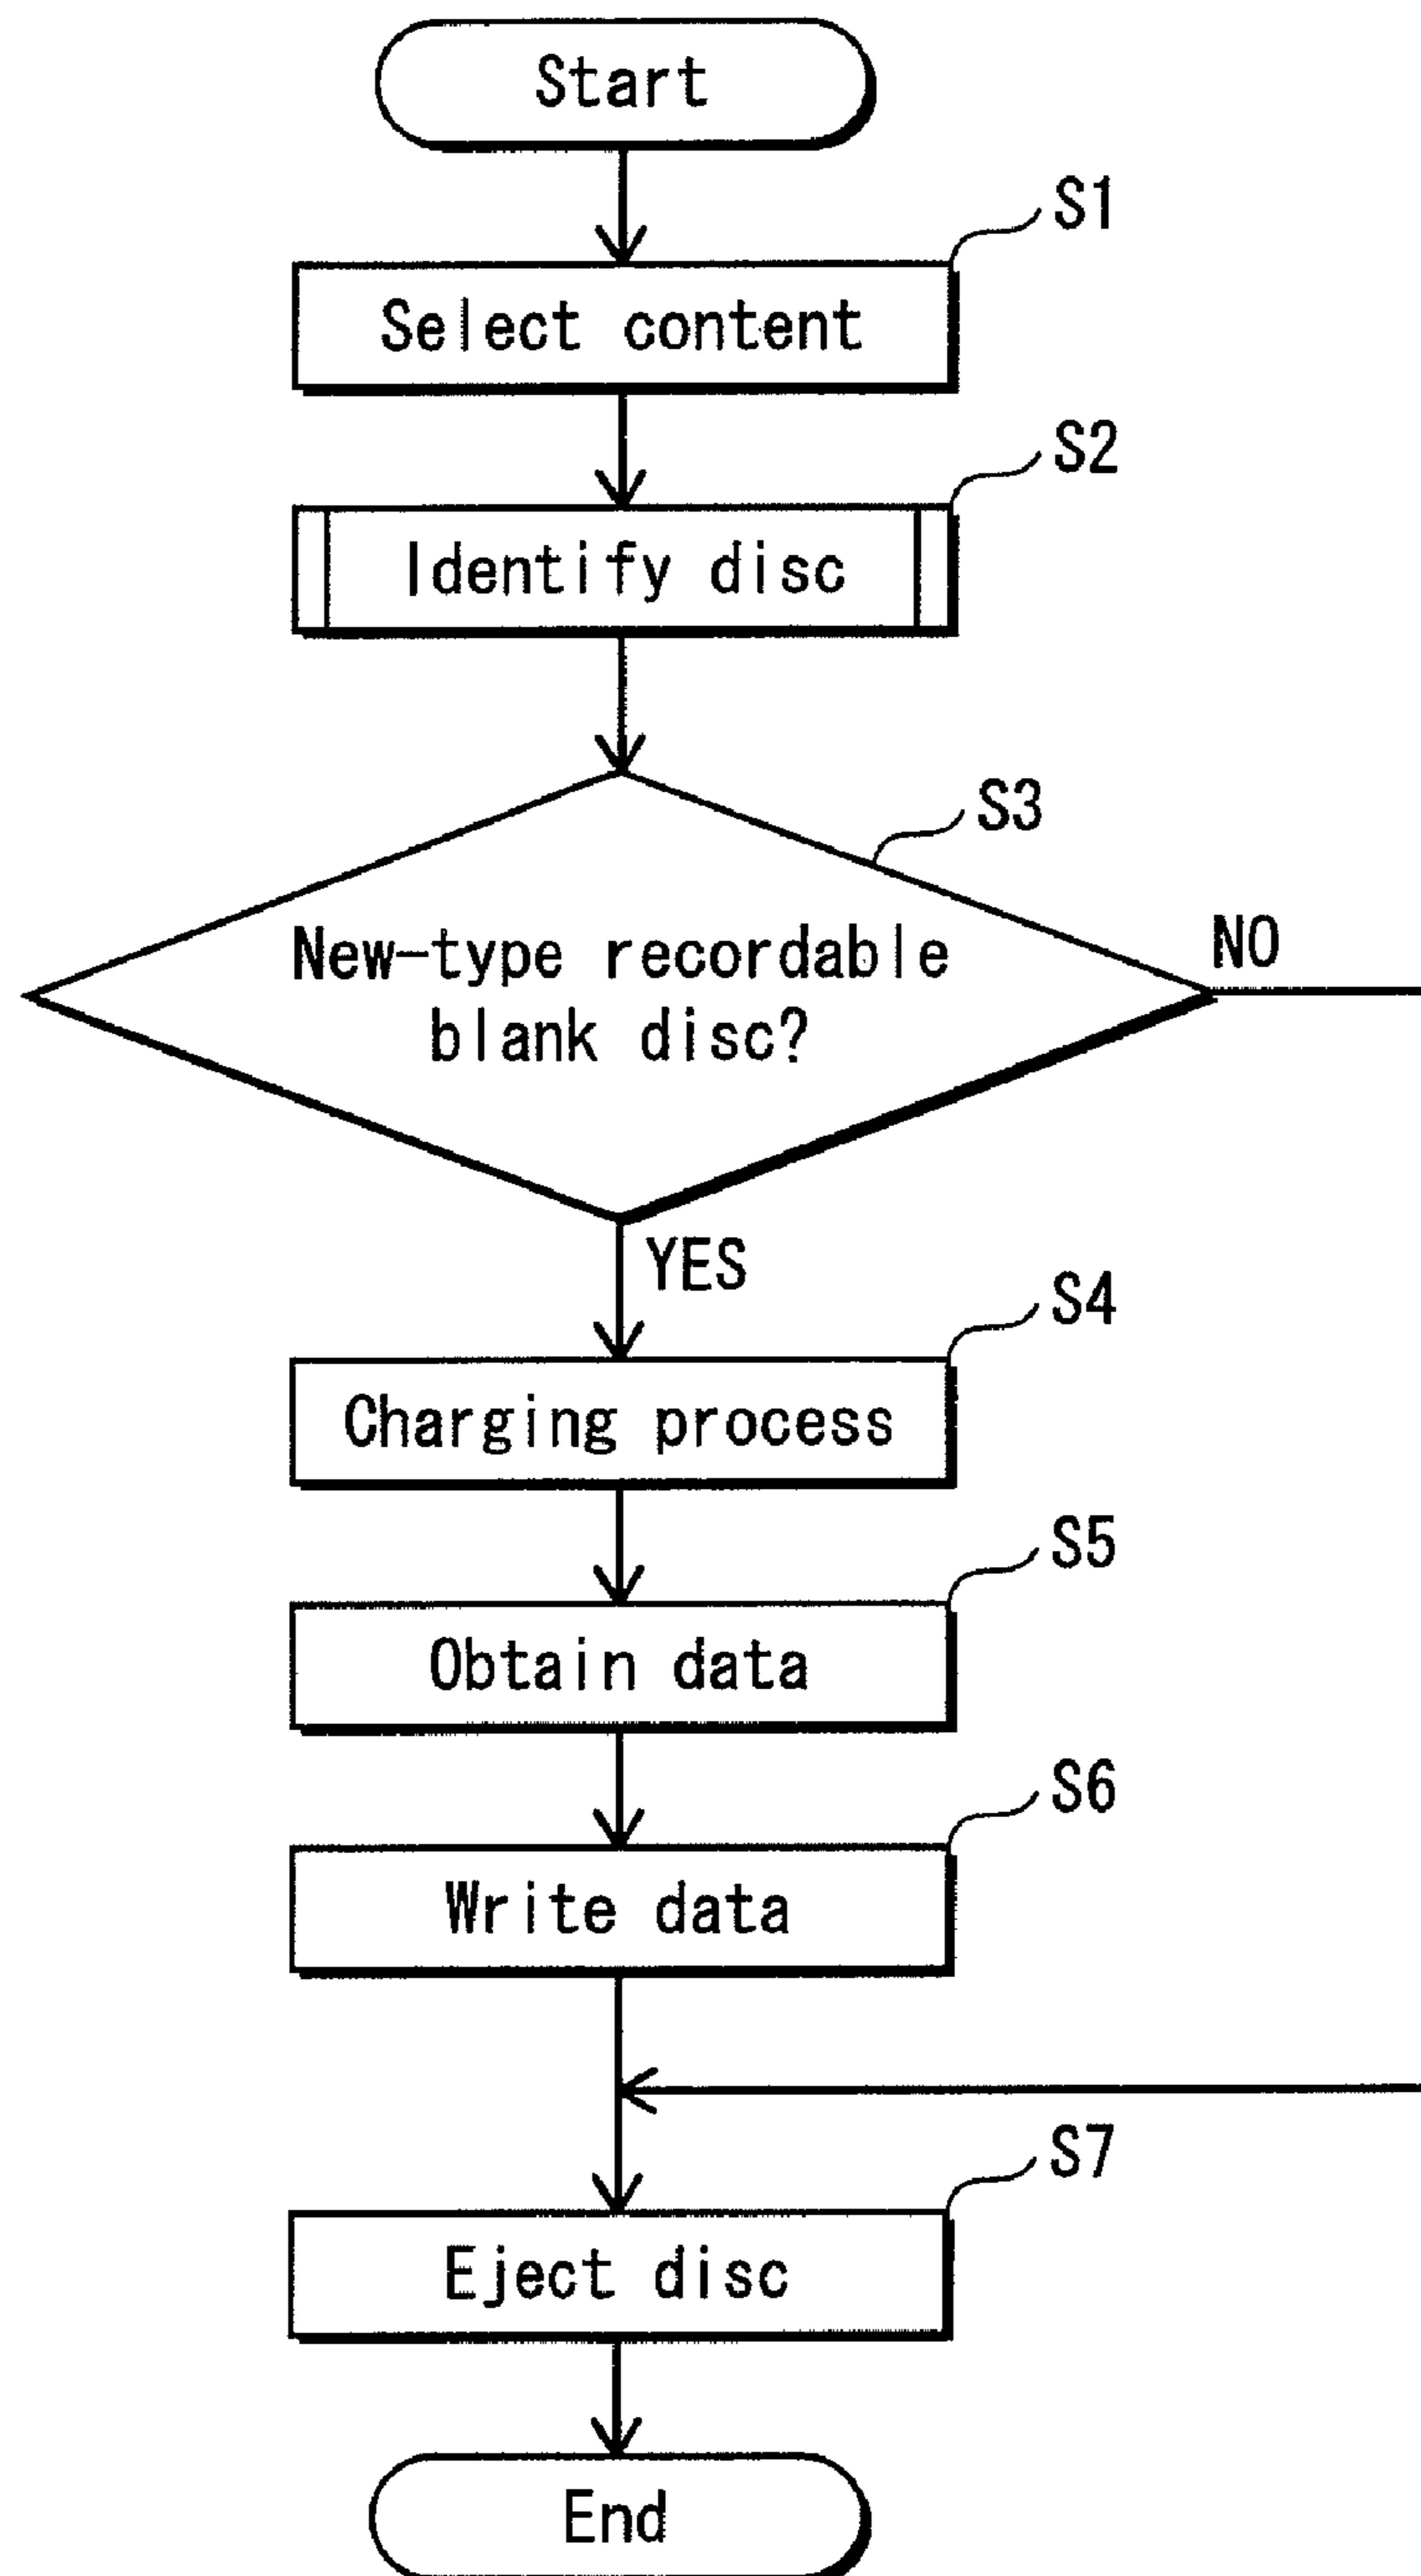 Start
S1
Select content
S2
Identify disc
S3
New-type recordable
blank disc?
NO
YES
S4
Charging process
S5
Obtain data
S6
Write data
S7
Eject disc
End